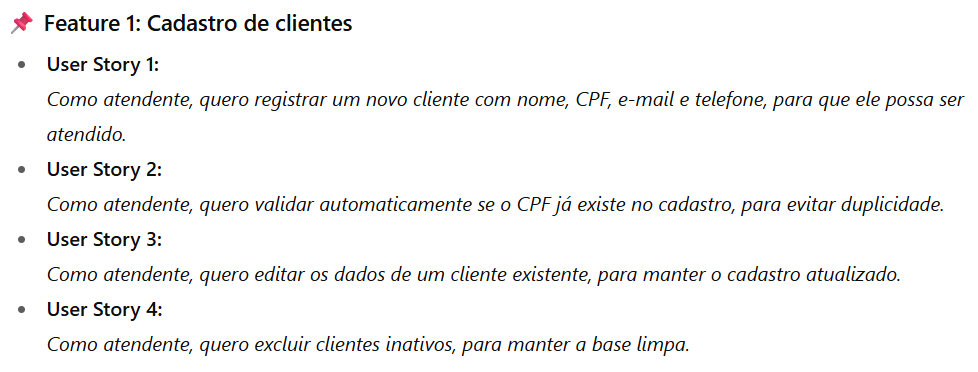 📌 Feature 1: Cadastro de clientes
• User Story 1:
Como atendente, quero registrar um novo cliente com nome, CPF, e-mail e telefone, para que ele possa ser
atendido.
• User Story 2:
Como atendente, quero validar automaticamente se o CPF já existe no cadastro, para evitar duplicidade.
• User Story 3:
Como atendente, quero editar os dados de um cliente existente, para manter o cadastro atualizado.
• User Story 4:
Como atendente, quero excluir clientes inativos, para manter a base limpa.